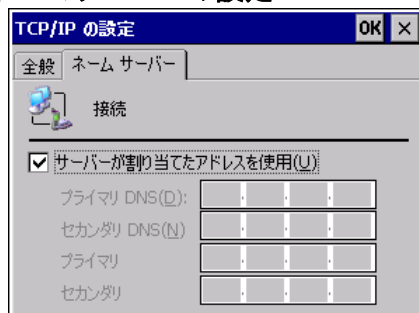 TCP/IP の設定 OK ×
全般 ネーム サーバー
接続
サーバーが割り当てたアドレスを使用(U)
プライマリ DNS(D):
セカンダリ DNS(N)
プライマリ
セカンダリ